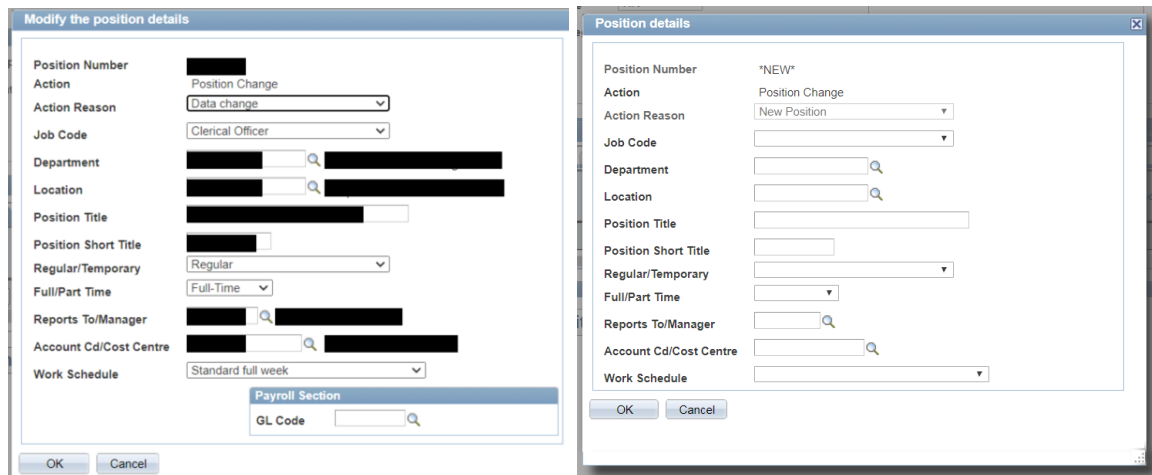 Modify the position details
Position Number
Action Position Change
Action Reason Data change
Job Code Clerical Officer
Department
Location
Position Title
Position Short Title
Regular/Temporary Regular
Full/Part Time Full-Time
Reports To/Manager
Account Cd/Cost Centre
Work Schedule Standard full week
Payroll Section
GL Code
OK Cancel
Position details
Position Number *NEW*
Action Position Change
Action Reason New Position
Job Code
Department
Location
Position Title
Position Short Title
Regular/Temporary
Full/Part Time
Reports To/Manager
Account Cd/Cost Centre
Work Schedule
OK Cancel